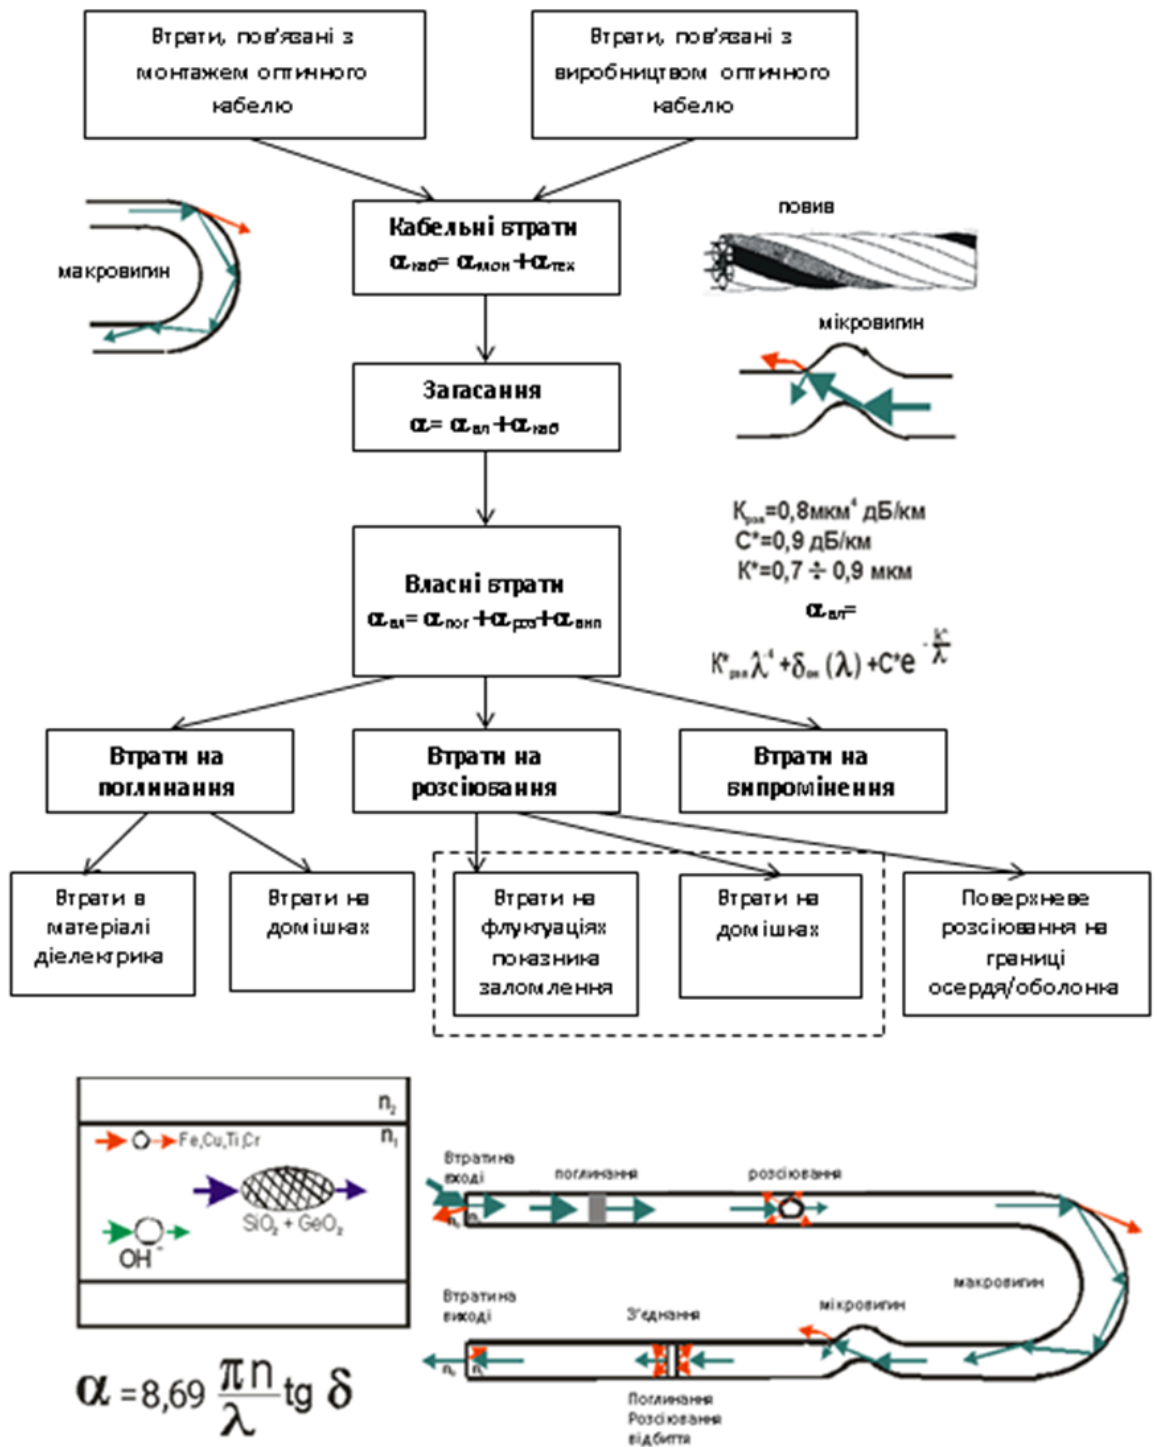 Втрати, пов'язані з
монтажем оптичного
кабелю
Втрати, пов'язані з
виробництвом оптичного
кабелю
Кабельні втрати
αкаб= αмон+αтех
макровигин
повив
мікровигин
Загасання
α= αвл+αкаб
Власні втрати
αвл= αпог+αроз+αвип
Kрел=0,8мкм⁴ дБ/км
C*=0,9 дБ/км
K*=0,7 ÷ 0,9 мкм
αвл=
K*рел λ⁻⁴ +δон (λ) +C*e^(-k*/λ)
Втрати на
поглинання
Втрати на
розсіювання
Втрати на
випромінення
Втрати в
матеріалі
діелектрика
Втрати на
домішках
Втрати на
флуктуаціях
показника
заломлення
Втрати на
домішках
Поверхневе
розсіювання на
границі
осердя/оболонка
n₂
n₁
Fe,Cu,Ti,Cr
SiO₂ + GeO₂
OH⁻
α =8,69 πn/λ tg δ
Втрати на
вході
поглинання
розсіювання
макровигин
мікровигин
Втрати на
виході
З'єднання
Поглинання
Розсіювання
відбиття